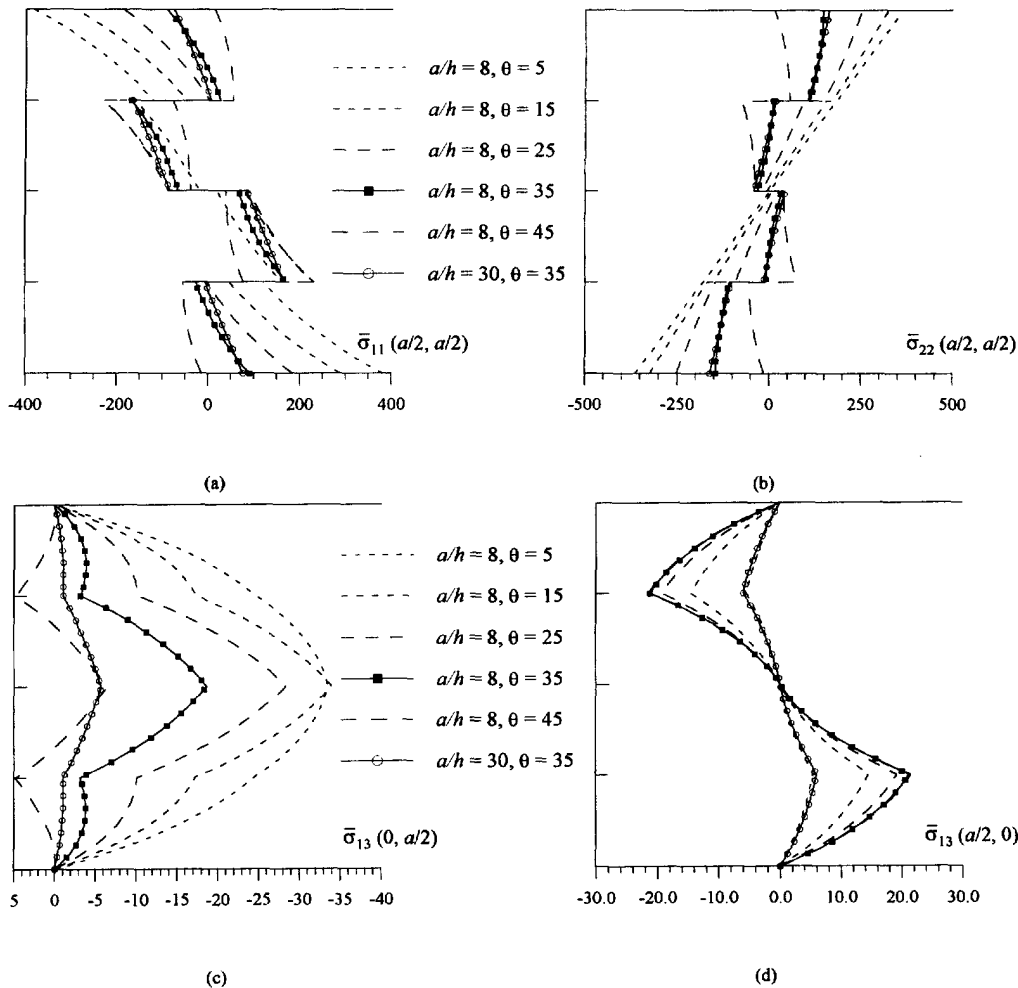 a/h = 8, θ = 5
a/h = 8, θ = 15
a/h = 8, θ = 25
a/h = 8, θ = 35
a/h = 8, θ = 45
a/h = 30, θ = 35
σ̄11 (a/2, a/2)
-400 -200 0 200 400
(a)
σ̄22 (a/2, a/2)
-500 -250 0 250 500
(b)
a/h = 8, θ = 5
a/h = 8, θ = 15
a/h = 8, θ = 25
a/h = 8, θ = 35
a/h = 8, θ = 45
a/h = 30, θ = 35
σ̄13 (0, a/2)
5 0 -5 -10 -15 -20 -25 -30 -35 -40
(c)
σ̄13 (a/2, 0)
-30.0 -20.0 -10.0 0.0 10.0 20.0 30.0
(d)